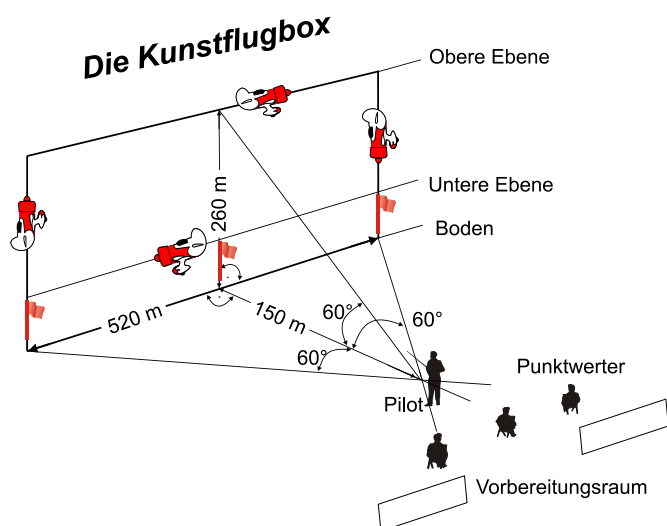 Die Kunstflugbox
Obere Ebene
Untere Ebene
260 m
Boden
520 m
150 m
60°
60°
60°
Punktwerter
Pilot
Vorbereitungsraum